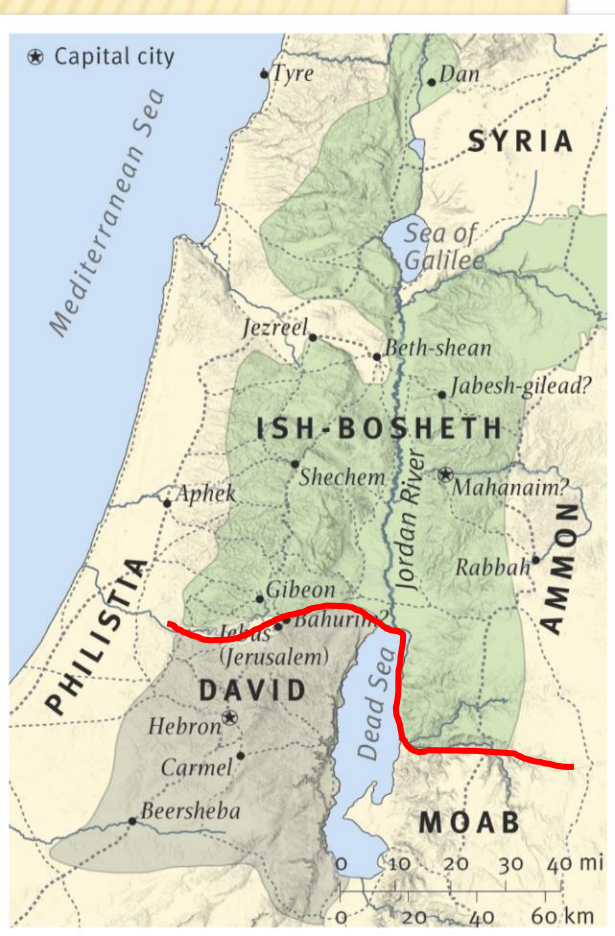 Capital city
Tyre
Dan
SYRIA
Mediterranean Sea
Sea of
Galilee
Jezreel
Beth-shean
Jabesh-gilead?
ISH-BOSHETH
Shechem
Mahanaim?
Aphek
Jordan River
Rabbah
AMMON
PHILISTIA
Gibeon
Bahurim?
Jebus
(Jerusalem)
DAVID
Dead Sea
Hebron
Carmel
Beersheba
MOAB
0 10 20 30 40 mi
0 20 40 60 km